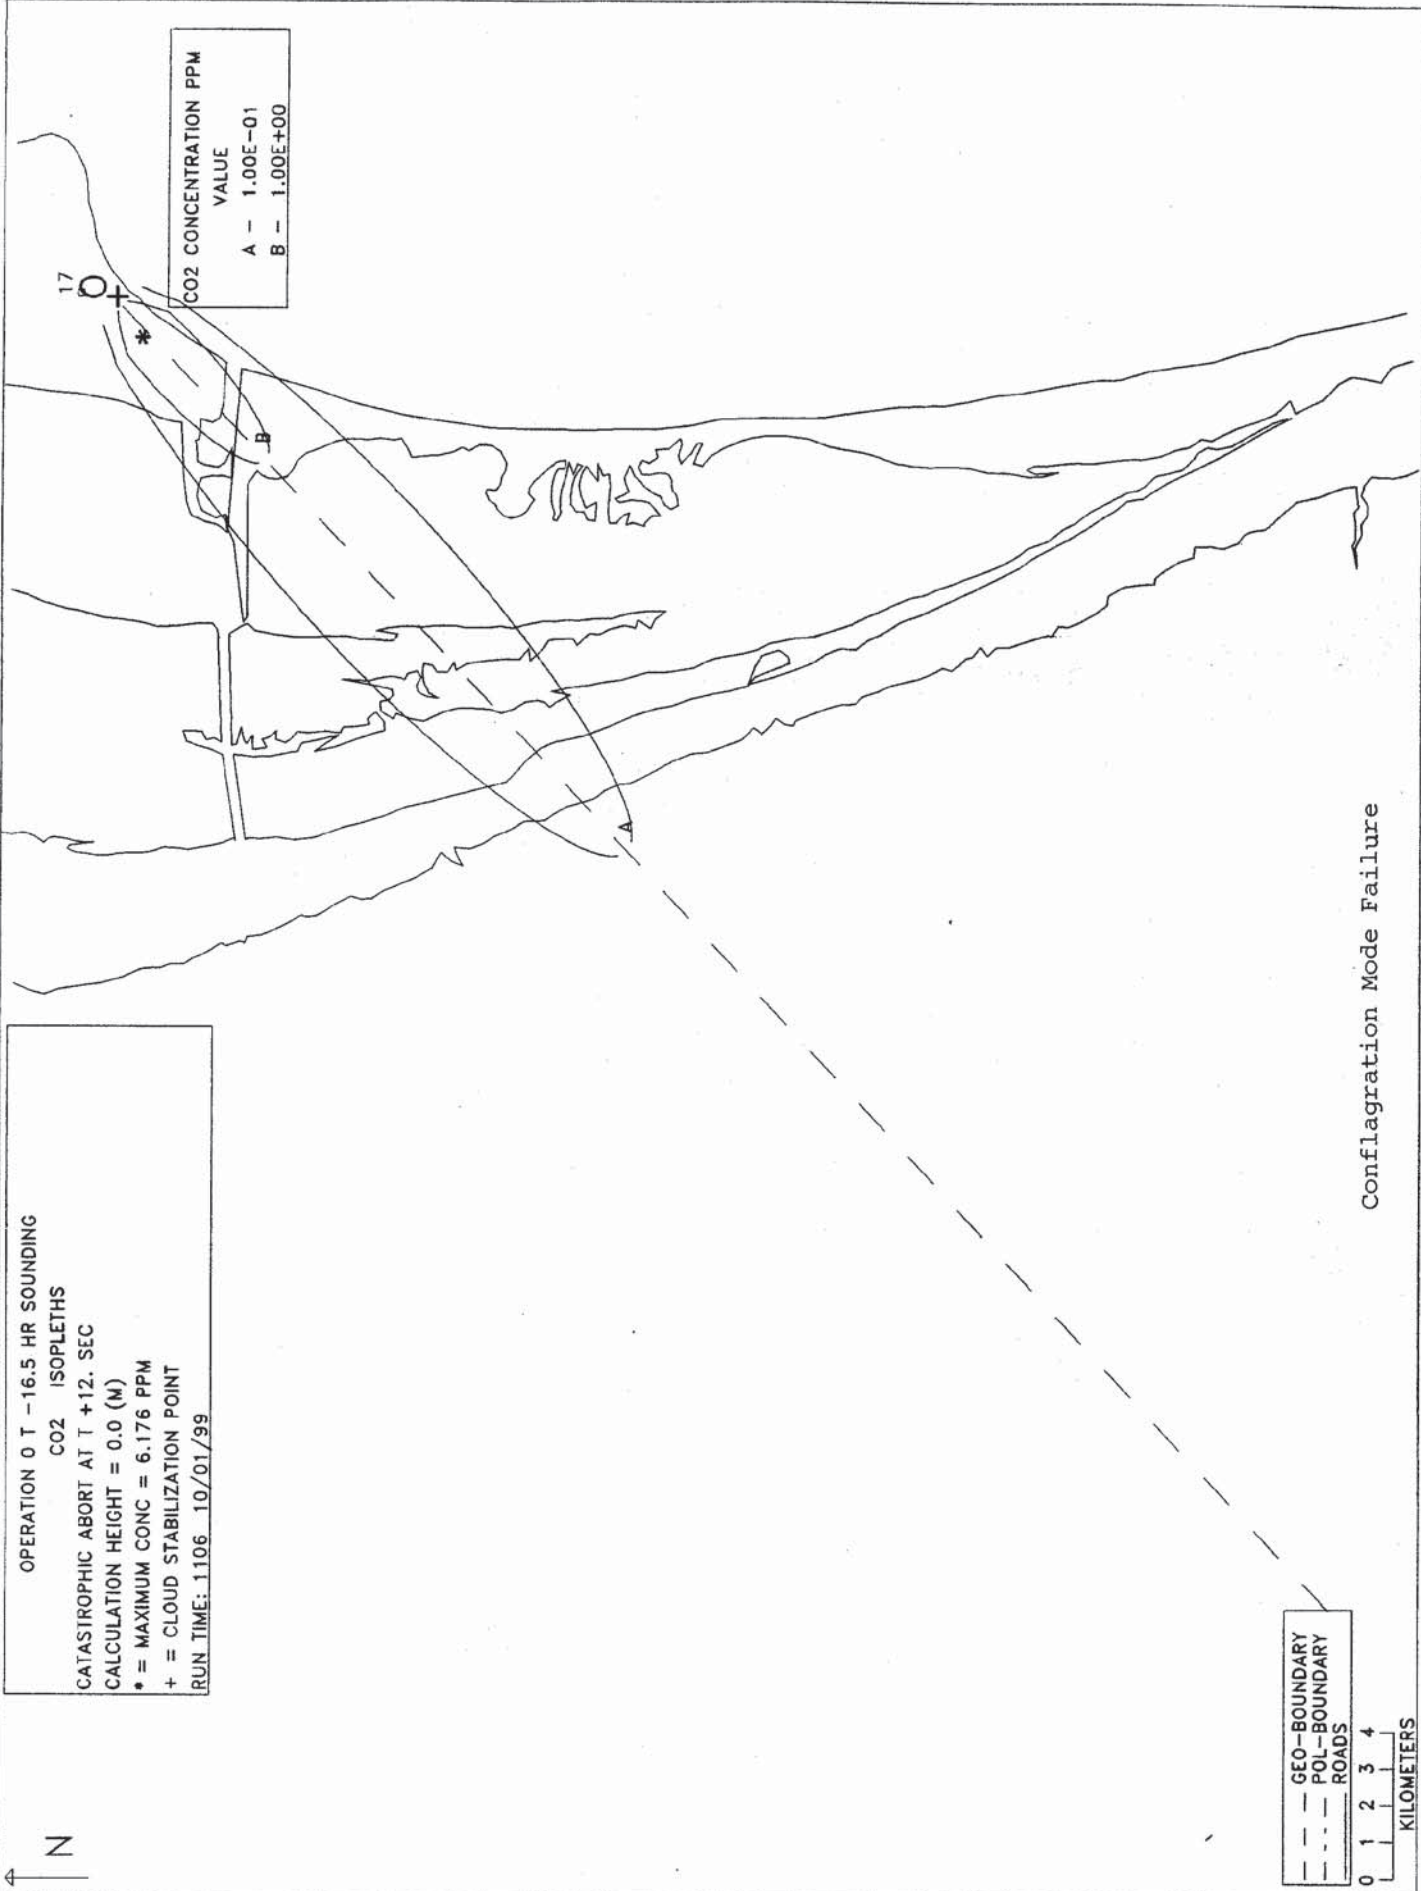 OPERATION 0 T -16.5 HR SOUNDING
CO2 ISOPLETHS
CATASTROPHIC ABORT AT T +12. SEC
CALCULATION HEIGHT = 0.0 (M)
* = MAXIMUM CONC = 6.176 PPM
+ = CLOUD STABILIZATION POINT
RUN TIME: 1106 10/01/99
N
17
CO2 CONCENTRATION PPM
VALUE
A - 1.00E-01
B - 1.00E+00
B
A
GEO-BOUNDARY
POL-BOUNDARY
ROADS
0 1 2 3 4
KILOMETERS
Conflagration Mode Failure